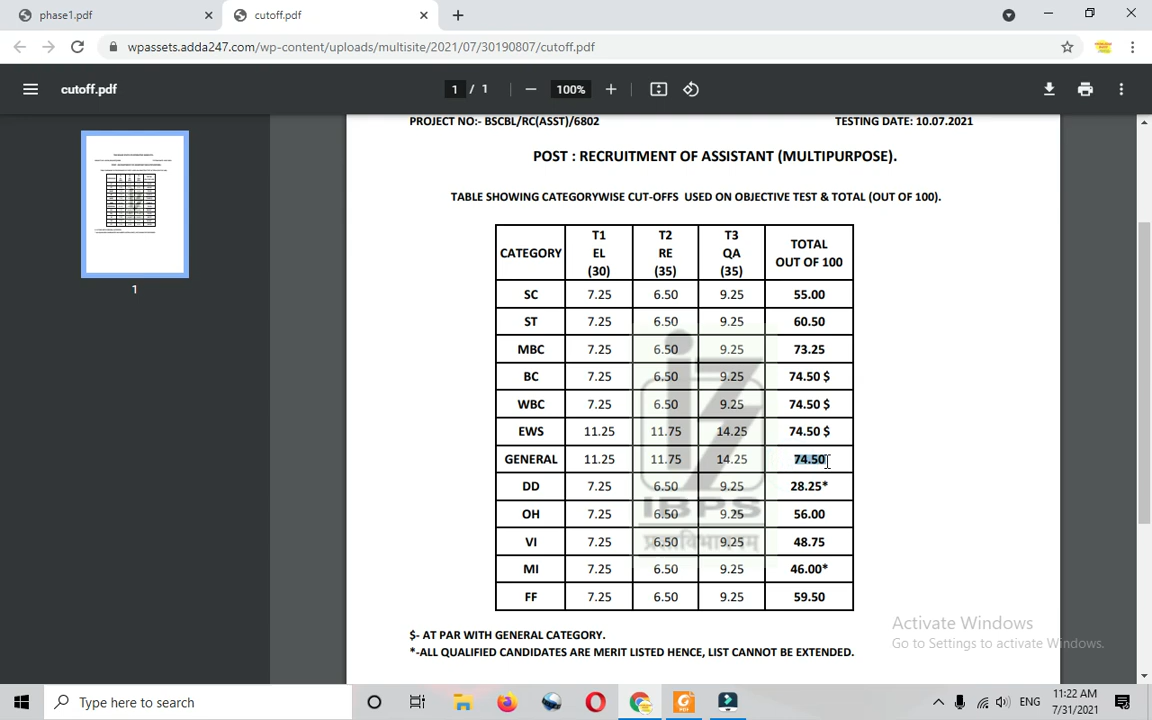 phase1.pdf
cutoff.pdf
wpassets.adda247.com/wp-content/uploads/multisite/2021/07/30190807/cutoff.pdf
cutoff.pdf
1 / 1
100%
1
PROJECT NO:- BSCBL/RC(ASST)/6802 TESTING DATE: 10.07.2021
POST : RECRUITMENT OF ASSISTANT (MULTIPURPOSE).
TABLE SHOWING CATEGORYWISE CUT-OFFS USED ON OBJECTIVE TEST & TOTAL (OUT OF 100).
CATEGORY T1 EL (30) T2 RE (35) T3 QA (35) TOTAL OUT OF 100
SC 7.25 6.50 9.25 55.00
ST 7.25 6.50 9.25 60.50
MBC 7.25 6.50 9.25 73.25
BC 7.25 6.50 9.25 74.50 $
WBC 7.25 6.50 9.25 74.50 $
EWS 11.25 11.75 14.25 74.50 $
GENERAL 11.25 11.75 14.25 74.50
DD 7.25 6.50 9.25 28.25*
OH 7.25 6.50 9.25 56.00
VI 7.25 6.50 9.25 48.75
MI 7.25 6.50 9.25 46.00*
FF 7.25 6.50 9.25 59.50
IBPS
$- AT PAR WITH GENERAL CATEGORY.
*-ALL QUALIFIED CANDIDATES ARE MERIT LISTED HENCE, LIST CANNOT BE EXTENDED.
Activate Windows
Go to Settings to activate Windows.
Type here to search
ENG
11:22 AM
7/31/2021